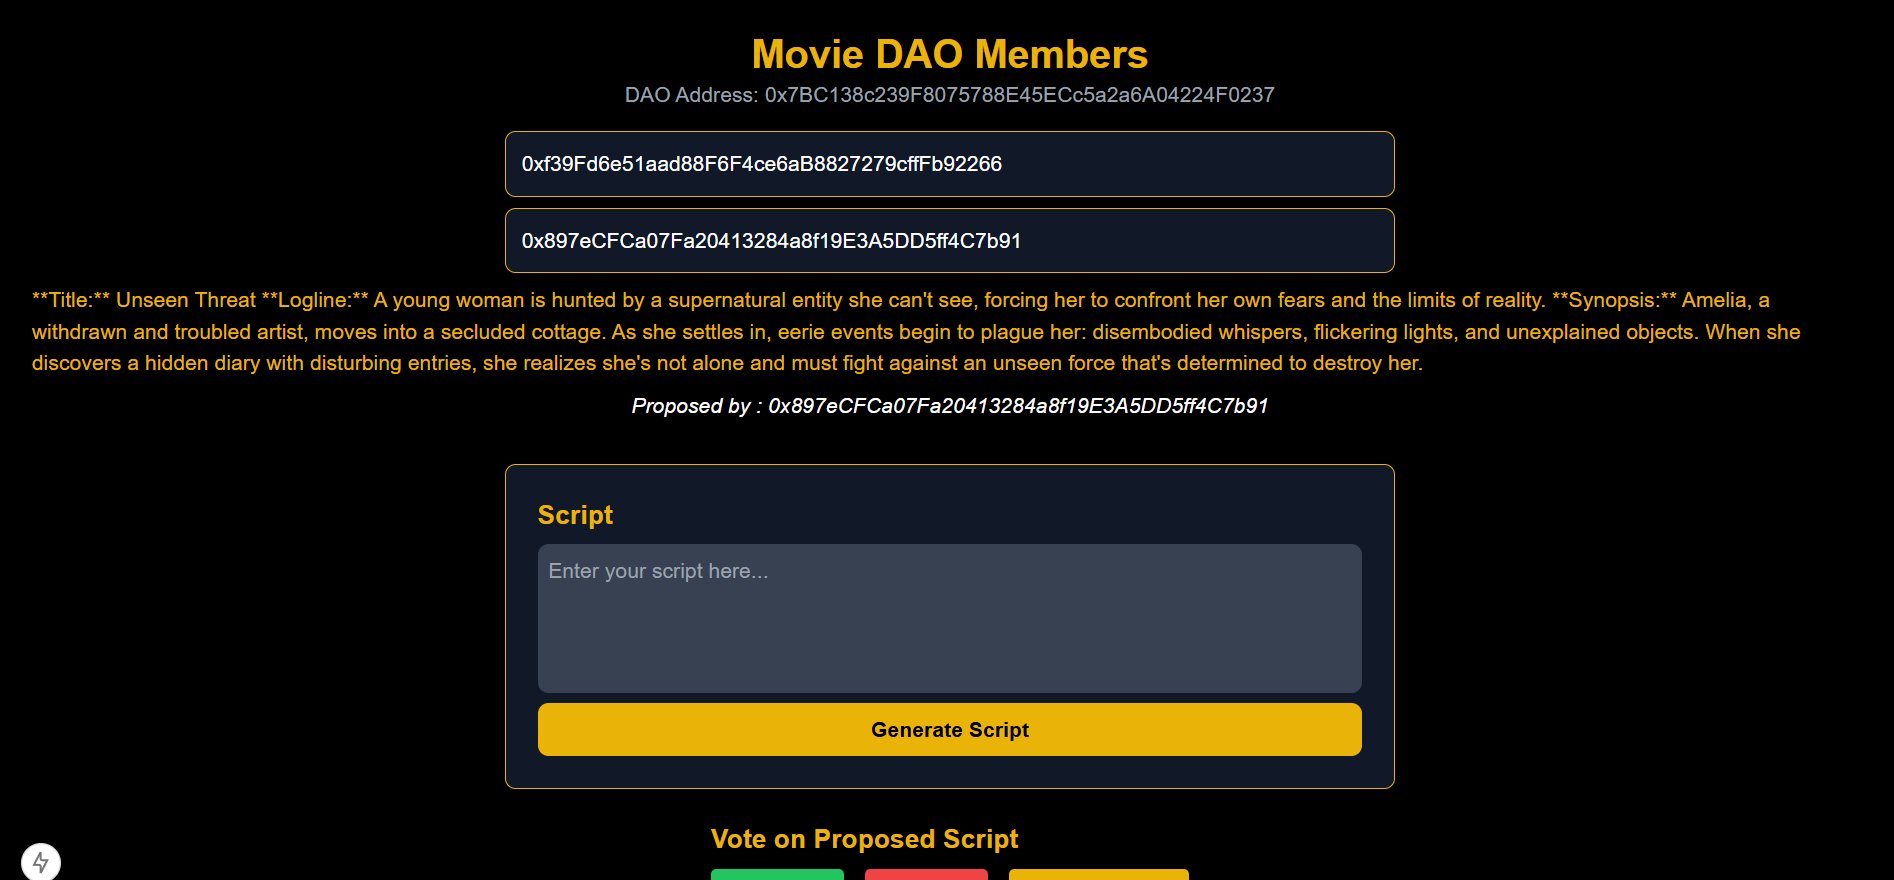 Movie DAO Members
DAO Address: 0x7BC138c239F8075788E45ECc5a2a6A04224F0237
0xf39Fd6e51aad88F6F4ce6aB8827279cffFb92266
0x897eCFCa07Fa20413284a8f19E3A5DD5ff4C7b91
**Title:** Unseen Threat **Logline:** A young woman is hunted by a supernatural entity she can't see, forcing her to confront her own fears and the limits of reality. **Synopsis:** Amelia, a
withdrawn and troubled artist, moves into a secluded cottage. As she settles in, eerie events begin to plague her: disembodied whispers, flickering lights, and unexplained objects. When she
discovers a hidden diary with disturbing entries, she realizes she's not alone and must fight against an unseen force that's determined to destroy her.
Proposed by : 0x897eCFCa07Fa20413284a8f19E3A5DD5ff4C7b91
Script
Enter your script here...
Generate Script
Vote on Proposed Script